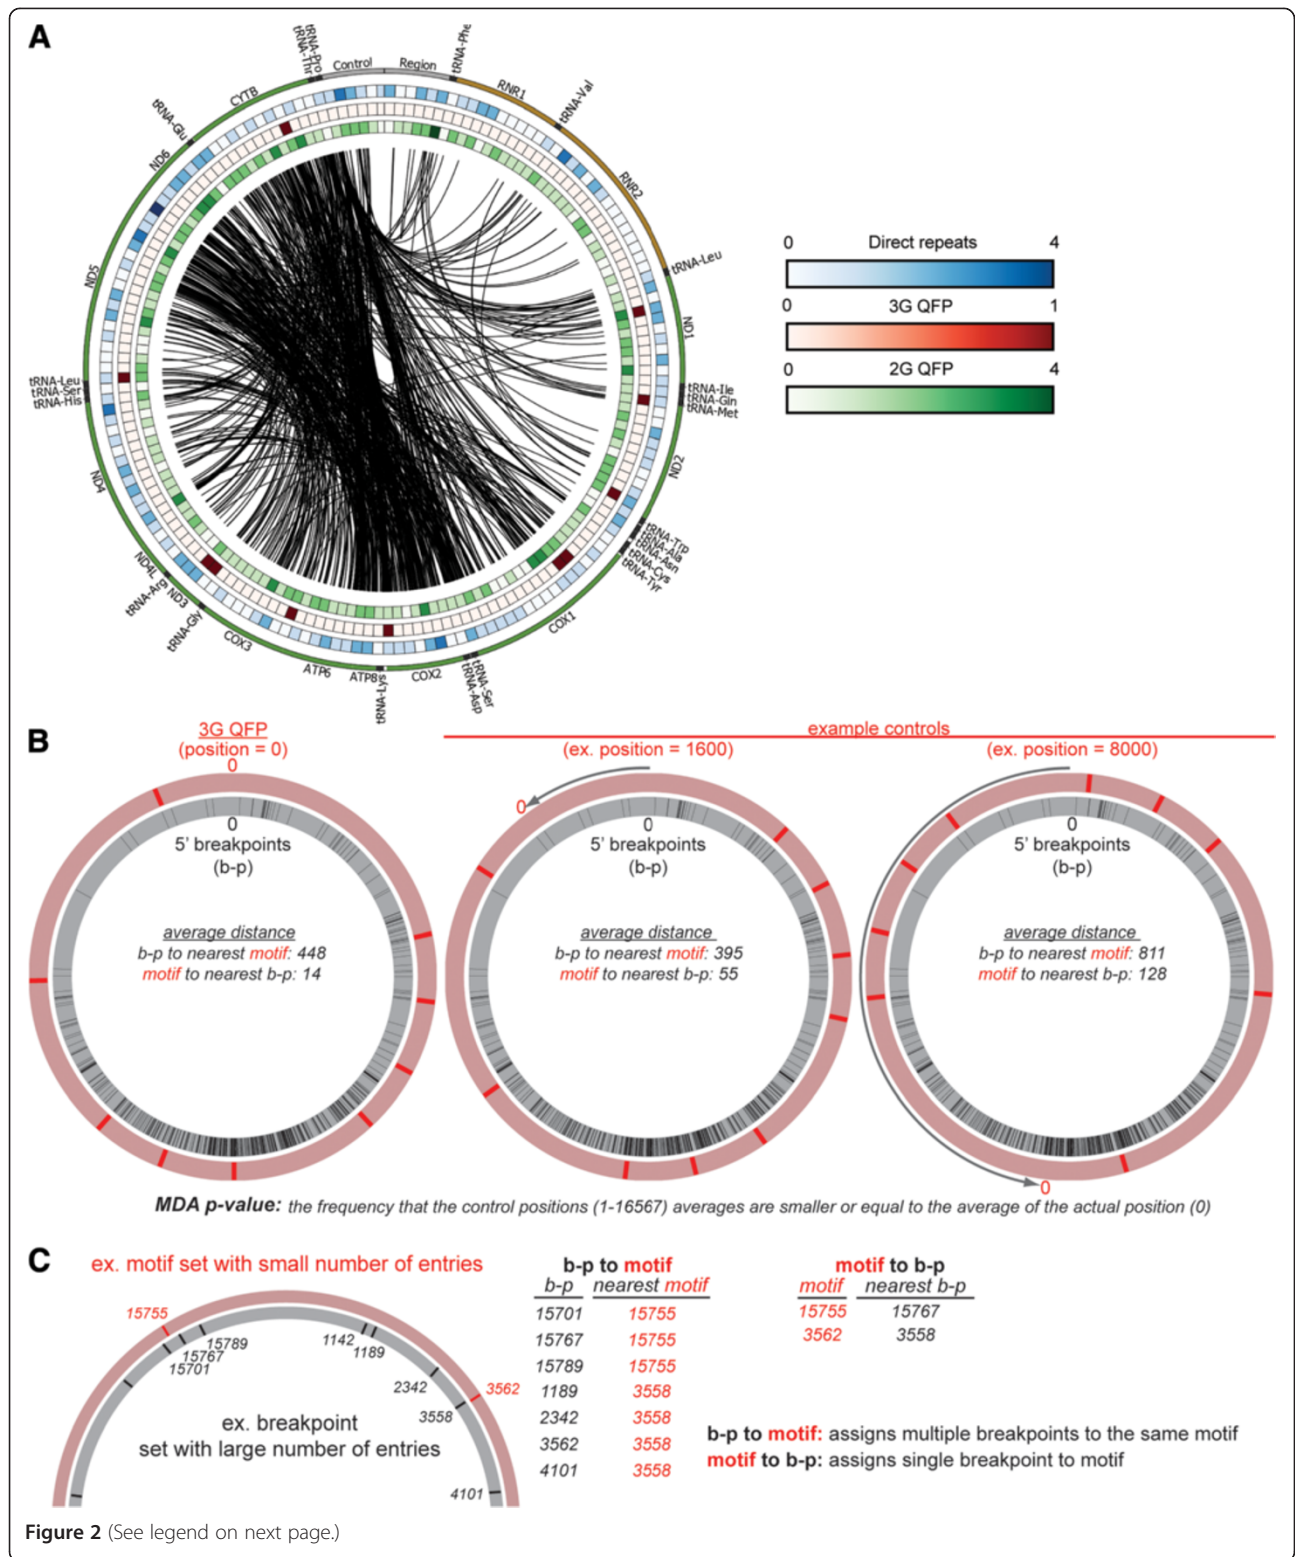 A
tRNA-Pro
tRNA-Thr
Control
Region
tRNA-Phe
RNR1
tRNA-Val
RNR2
tRNA-Leu
ND1
tRNA-Ile
tRNA-Gln
tRNA-Met
ND2
tRNA-Trp
tRNA-Ala
tRNA-Asn
tRNA-Cys
tRNA-Tyr
COX1
tRNA-Ser
tRNA-Asp
COX2
tRNA-Lys
ATP8
ATP6
COX3
tRNA-Gly
ND3
tRNA-Arg
ND4L
ND4
tRNA-His
tRNA-Ser
tRNA-Leu
ND5
ND6
tRNA-Glu
CYTB
0 Direct repeats 4
0 3G QFP 1
0 2G QFP 4
B
3G QFP
(position = 0)
0
0
5' breakpoints
(b-p)
average distance
b-p to nearest motif: 448
motif to nearest b-p: 14
example controls
(ex. position = 1600)
0
0
5' breakpoints
(b-p)
average distance
b-p to nearest motif: 395
motif to nearest b-p: 55
(ex. position = 8000)
0
5' breakpoints
(b-p)
average distance
b-p to nearest motif: 811
motif to nearest b-p: 128
0
MDA p-value: the frequency that the control positions (1-16567) averages are smaller or equal to the average of the actual position (0)
C
ex. motif set with small number of entries
15755
15789
15767
15701
1142
1189
2342
3562
3558
4101
ex. breakpoint
set with large number of entries
b-p to motif
b-p nearest motif
15701 15755
15767 15755
15789 15755
1189 3558
2342 3558
3562 3558
4101 3558
motif to b-p
motif nearest b-p
15755 15767
3562 3558
b-p to motif: assigns multiple breakpoints to the same motif
motif to b-p: assigns single breakpoint to motif
Figure 2 (See legend on next page.)